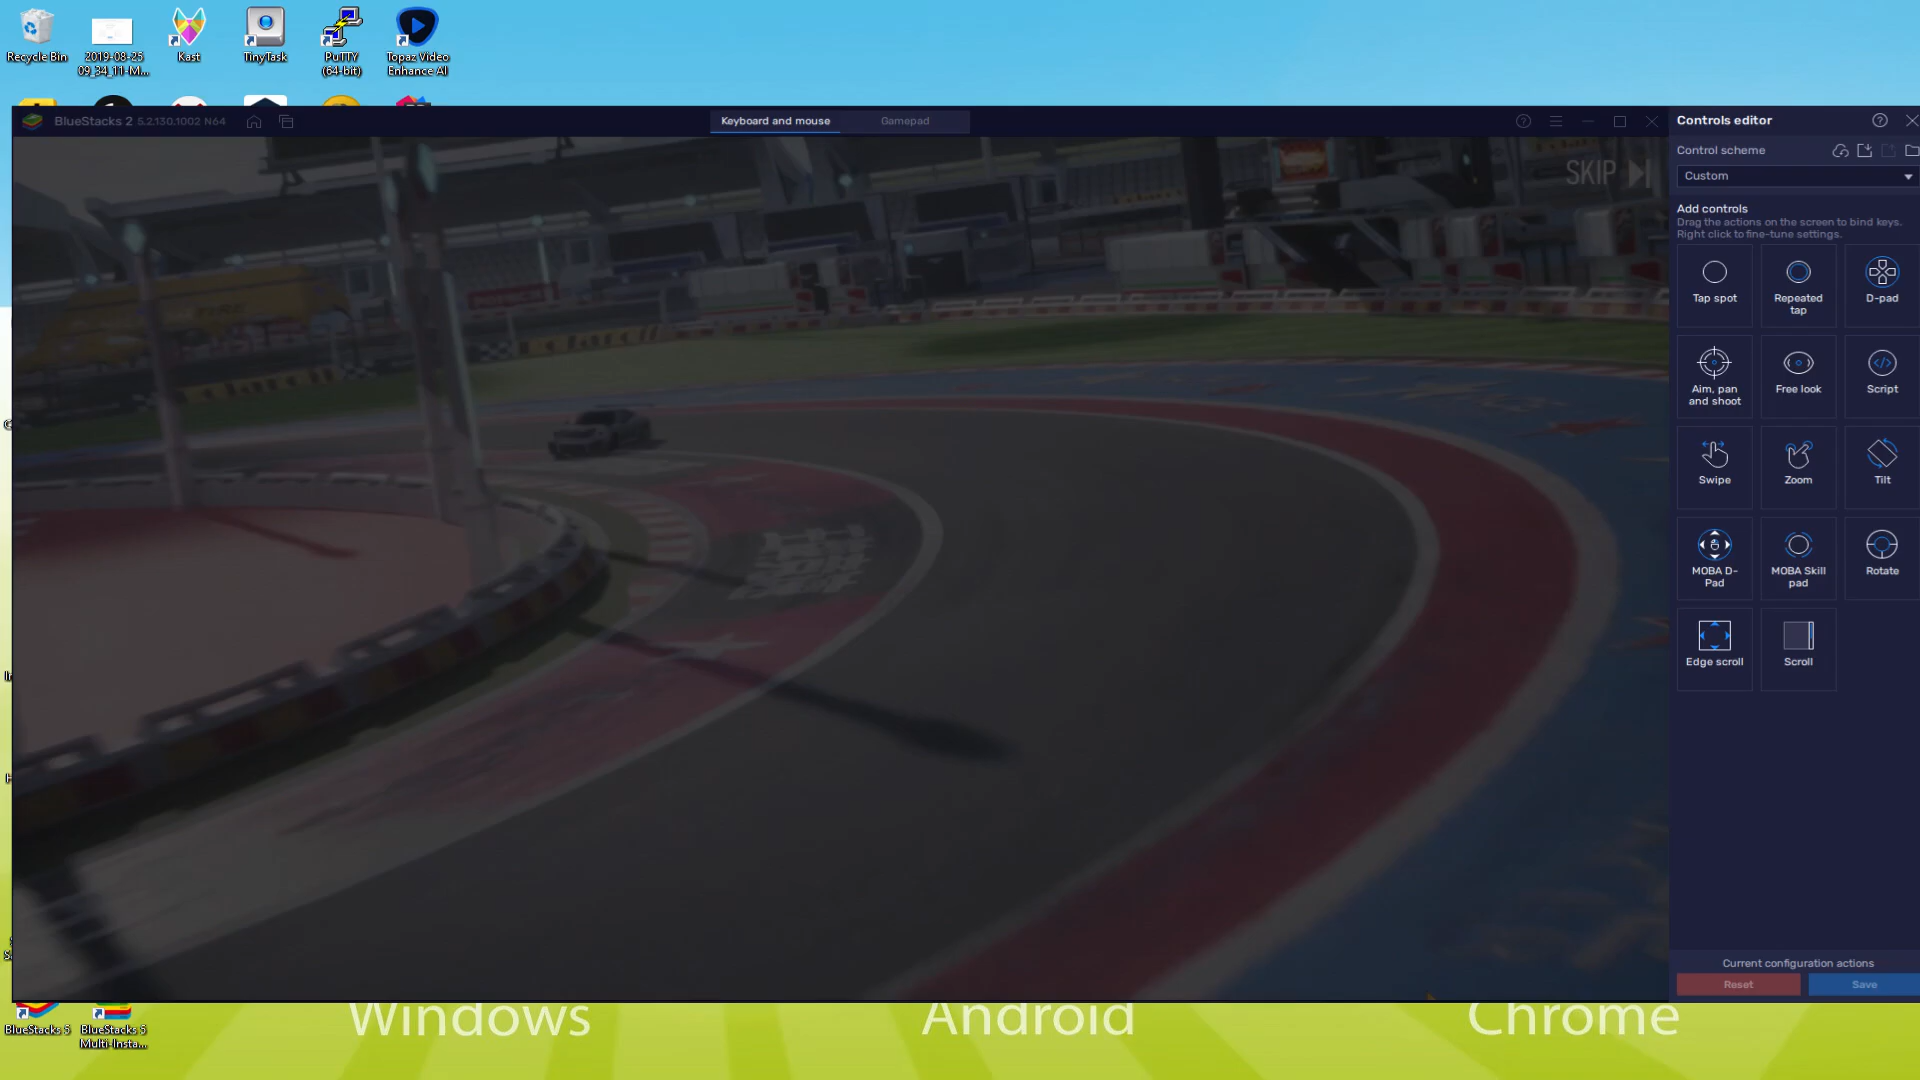 Recycle Bin
2019-08-25
09_34_11-M...
Kast
TinyTask
PuTTY
(64-bit)
Topaz Video
Enhance AI
BlueStacks 2 5.2.130.1002 N64
Keyboard and mouse
Gamepad
SKIP
Controls editor
Control scheme
Custom
Add controls
Drag the actions on the screen to bind keys.
Right click to fine-tune settings.
Tap spot
Repeated
tap
D-pad
Aim, pan
and shoot
Free look
Script
Swipe
Zoom
Tilt
MOBA D-
Pad
MOBA Skill
pad
Rotate
Edge scroll
Scroll
Current configuration actions
Reset
Save
BlueStacks 5
BlueStacks 5
Multi-Insta...
Windows
Android
Chrome